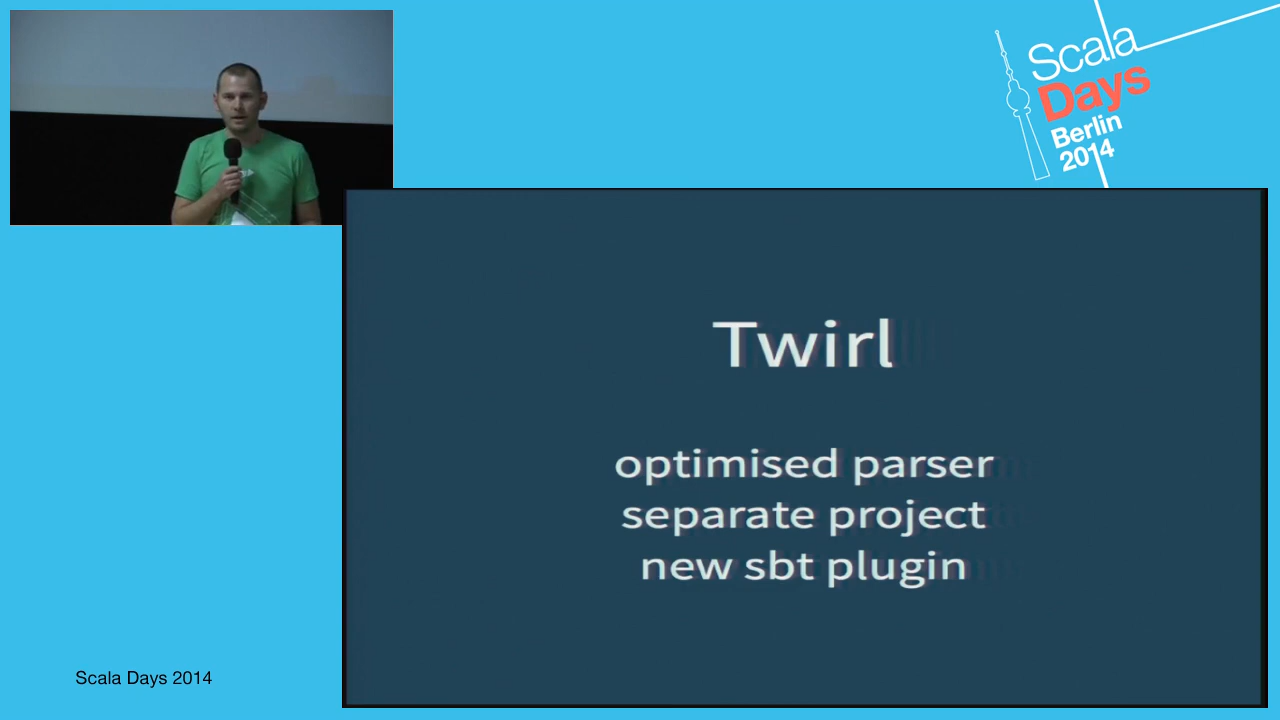 Scala
Days
Berlin
2014
Twirl
optimised parser
separate project
new sbt plugin
Scala Days 2014